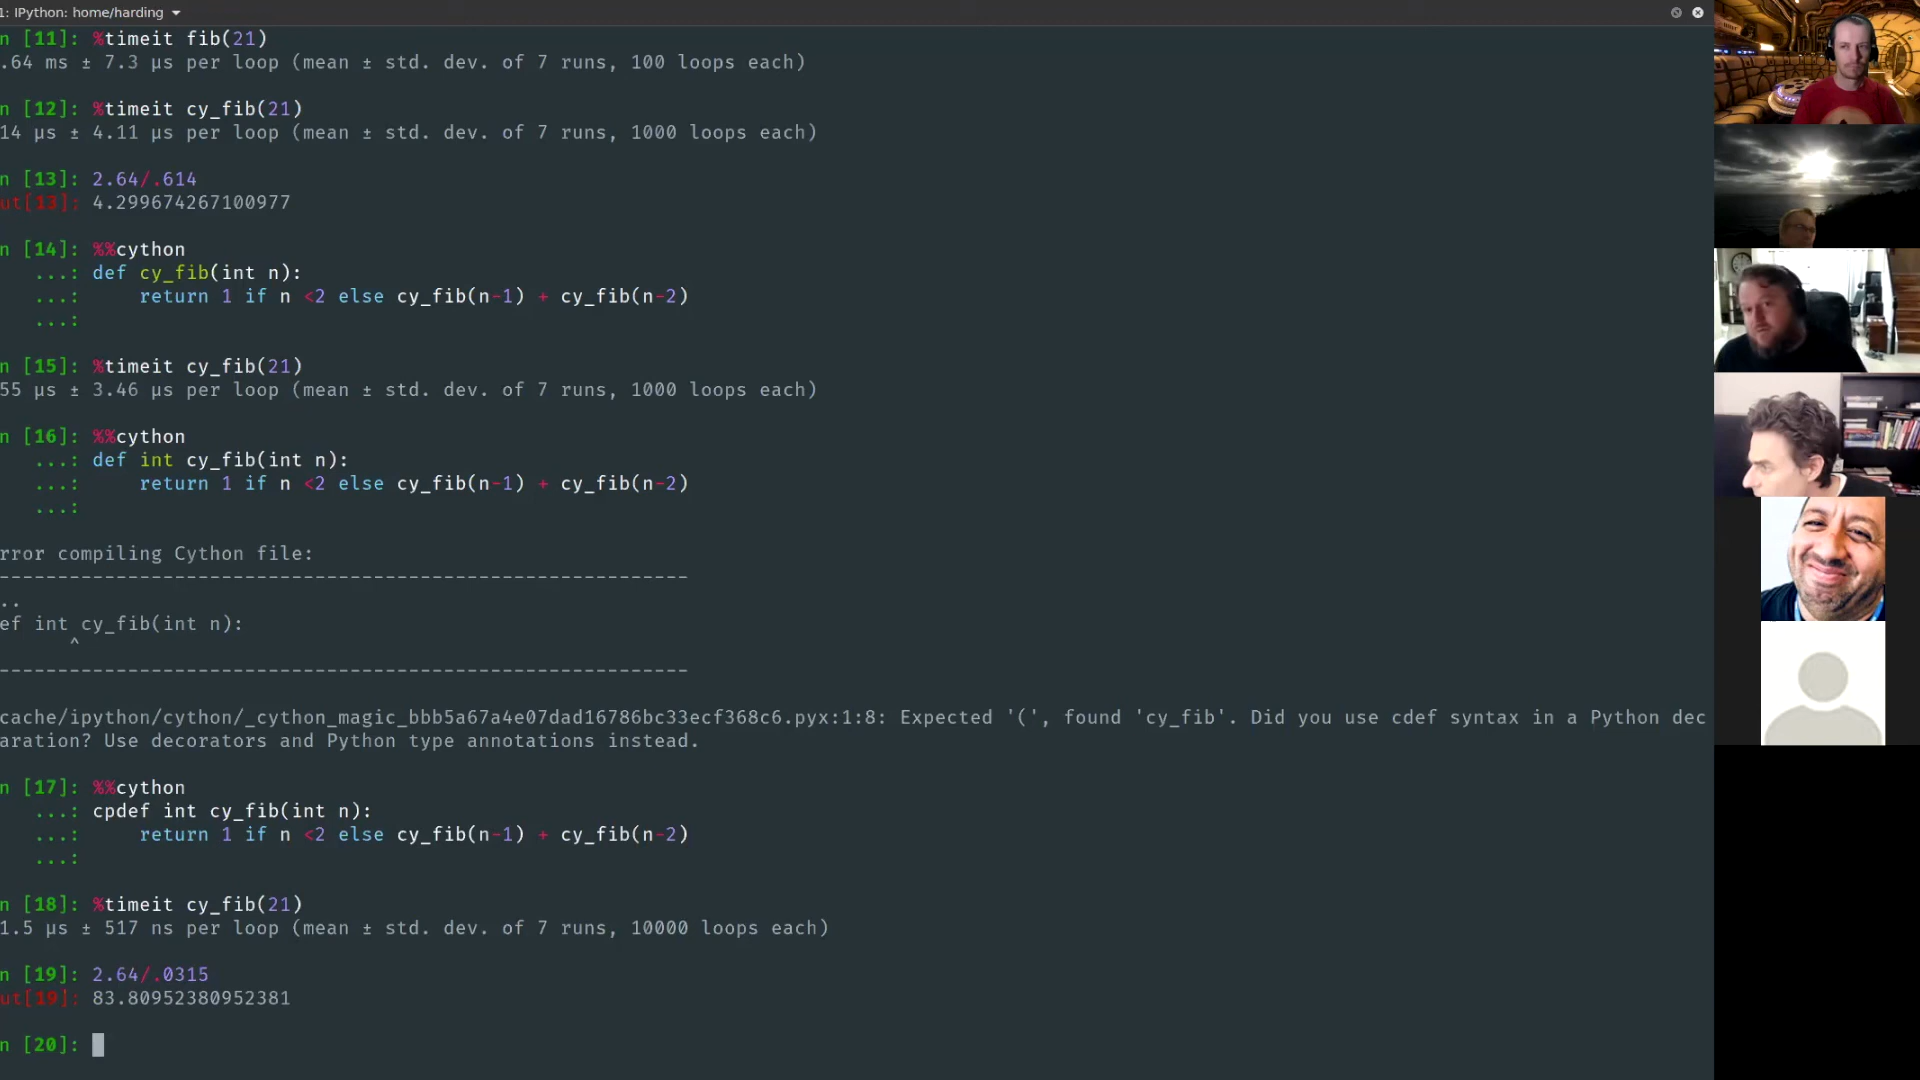 1: IPython: home/harding
n [11]: %timeit fib(21)
.64 ms ± 7.3 µs per loop (mean ± std. dev. of 7 runs, 100 loops each)
n [12]: %timeit cy_fib(21)
14 µs ± 4.11 µs per loop (mean ± std. dev. of 7 runs, 1000 loops each)
n [13]: 2.64/.614
ut[13]: 4.299674267100977
n [14]: %%cython
...: def cy_fib(int n):
...:     return 1 if n <2 else cy_fib(n-1) + cy_fib(n-2)
...:
n [15]: %timeit cy_fib(21)
55 µs ± 3.46 µs per loop (mean ± std. dev. of 7 runs, 1000 loops each)
n [16]: %%cython
...: def int cy_fib(int n):
...:     return 1 if n <2 else cy_fib(n-1) + cy_fib(n-2)
...:
rror compiling Cython file:
------------------------------------------------------------
..
ef int cy_fib(int n):
^
------------------------------------------------------------
cache/ipython/cython/_cython_magic_bbb5a67a4e07dad16786bc33ecf368c6.pyx:1:8: Expected '(', found 'cy_fib'. Did you use cdef syntax in a Python dec
aration? Use decorators and Python type annotations instead.
n [17]: %%cython
...: cpdef int cy_fib(int n):
...:     return 1 if n <2 else cy_fib(n-1) + cy_fib(n-2)
...:
n [18]: %timeit cy_fib(21)
1.5 µs ± 517 ns per loop (mean ± std. dev. of 7 runs, 10000 loops each)
n [19]: 2.64/.0315
ut[19]: 83.80952380952381
n [20]: